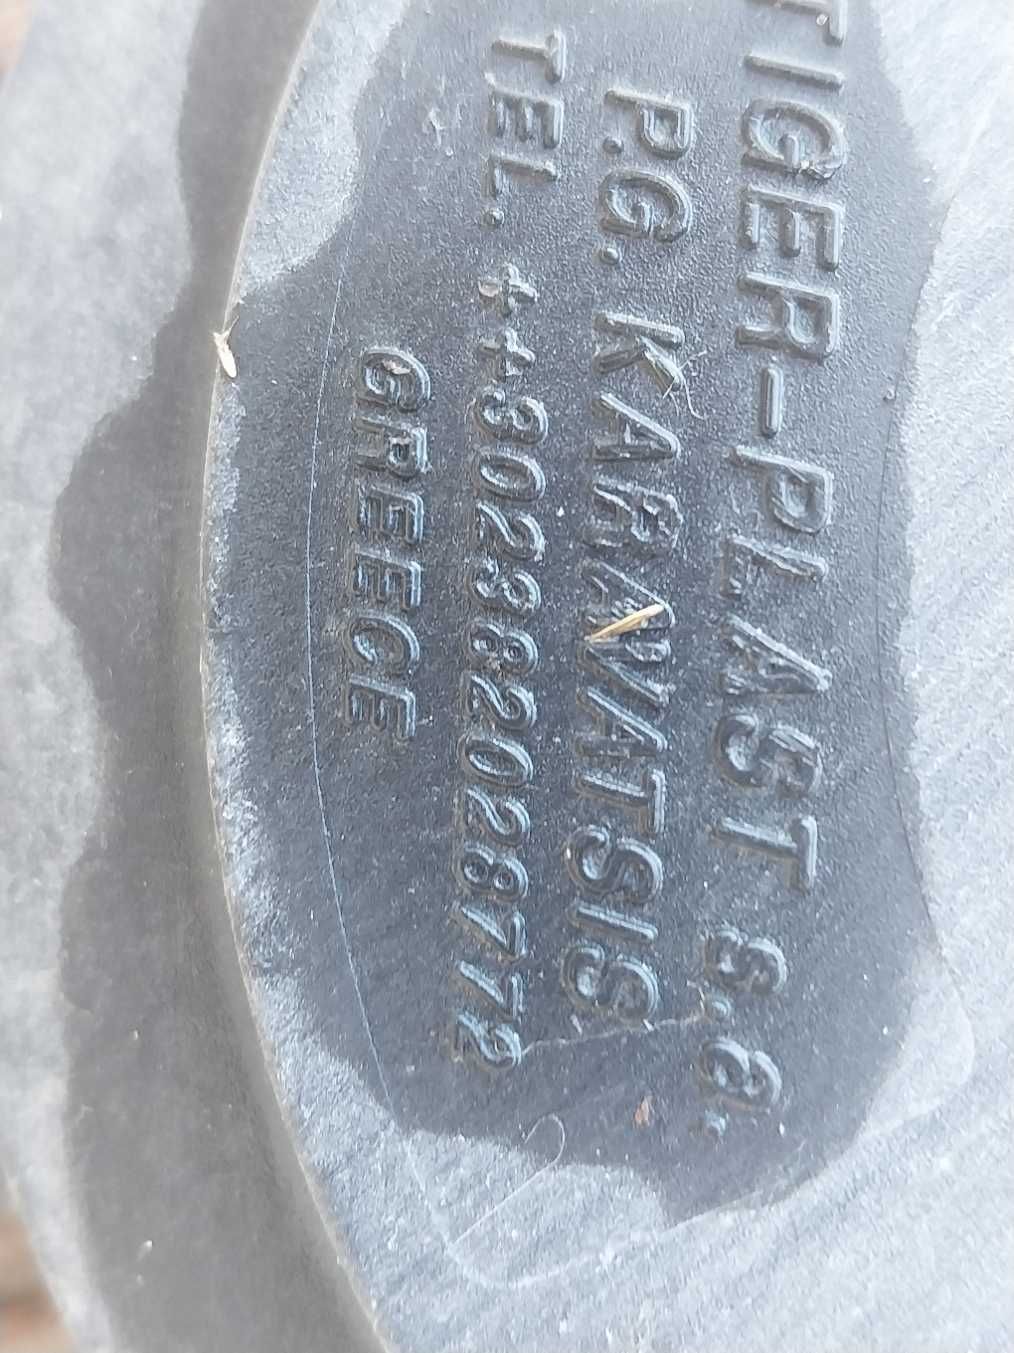 TIGER-PLAST S.A.
P.G. KARAVATSIS
TEL. ++302382028772
GREECE